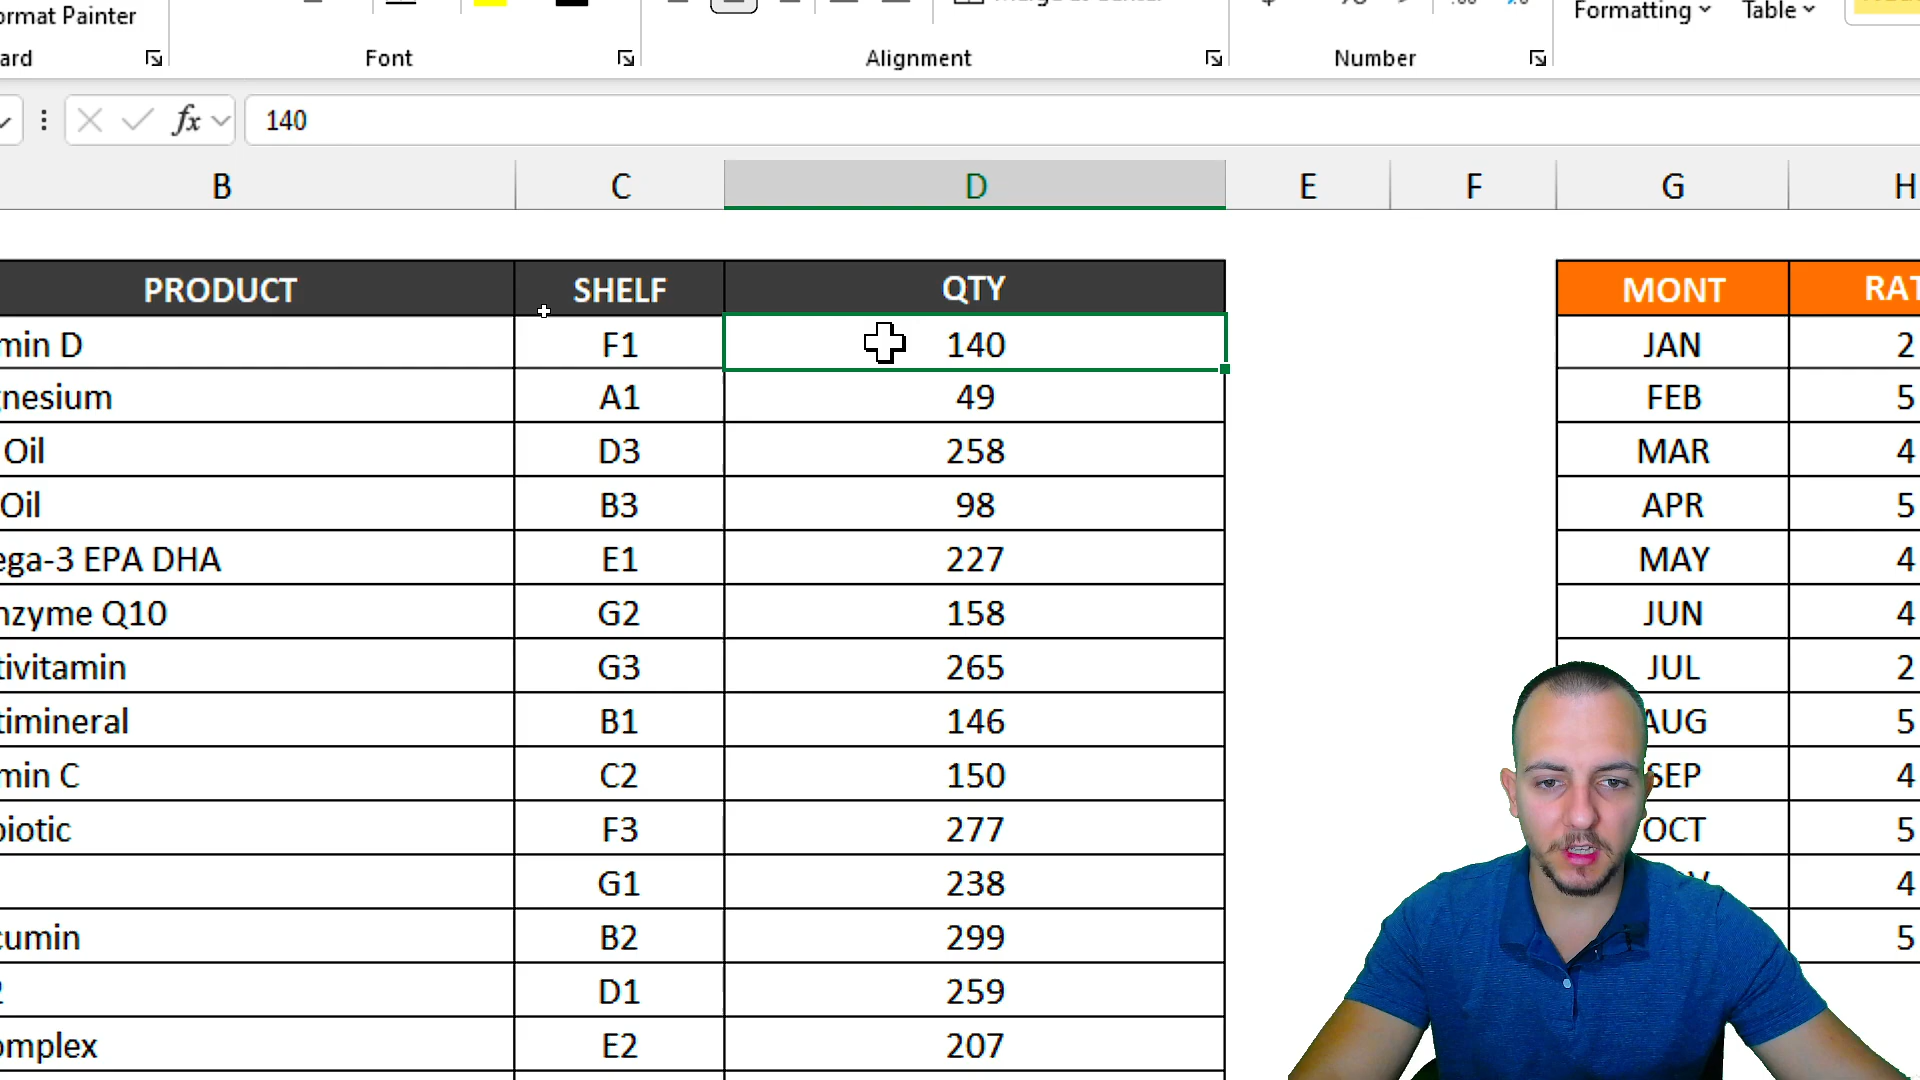 ormat Painter
Formatting
Table
ard
Font
Alignment
Number
fx
140
B C D E F G H
PRODUCT SHELF QTY
min D F1 140
nesium A1 49
Oil D3 258
Oil B3 98
ega-3 EPA DHA E1 227
nzyme Q10 G2 158
tivitamin G3 265
timineral B1 146
min C C2 150
biotic F3 277
G1 238
cumin B2 299
2 D1 259
omplex E2 207
MONT RAT
JAN 2
FEB 5
MAR 4
APR 5
MAY 4
JUN 4
JUL 2
AUG 5
SEP 4
OCT 5
4
5